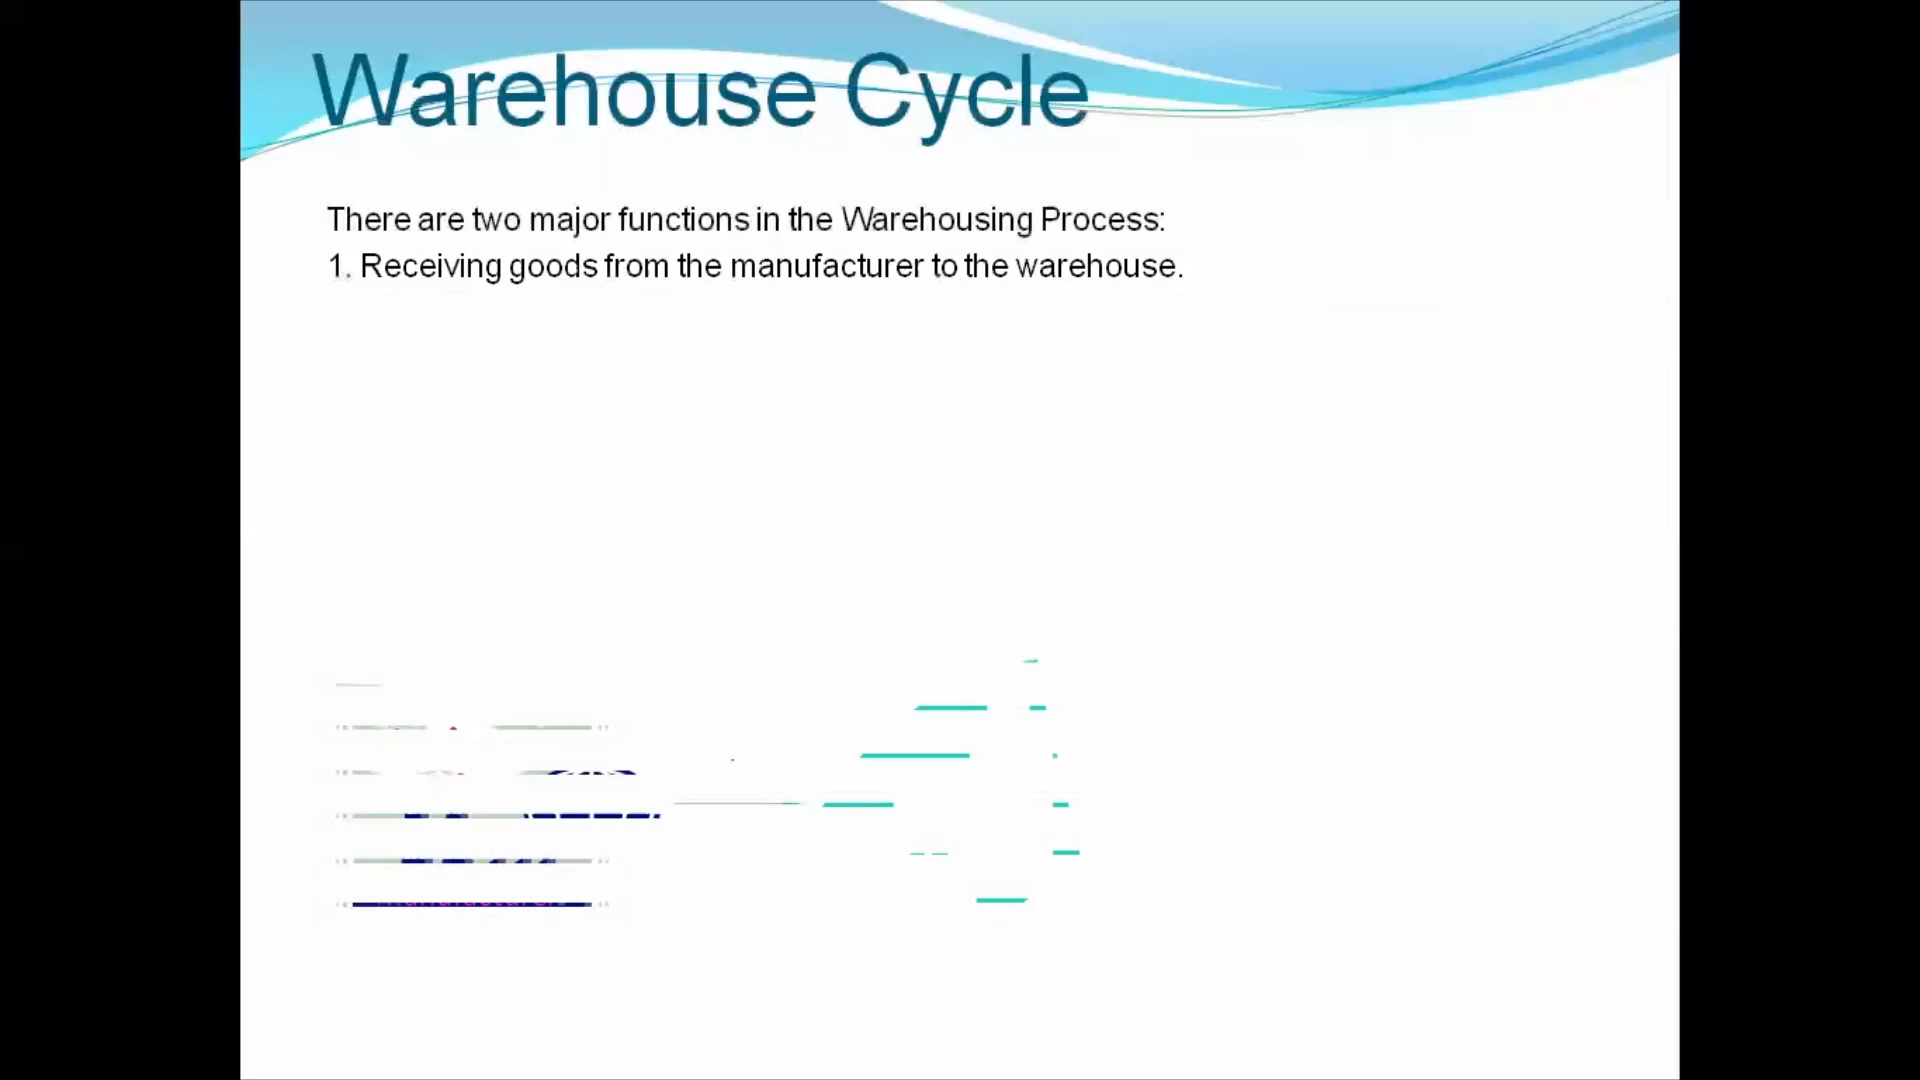 Warehouse Cycle
There are two major functions in the Warehousing Process:
1. Receiving goods from the manufacturer to the warehouse.